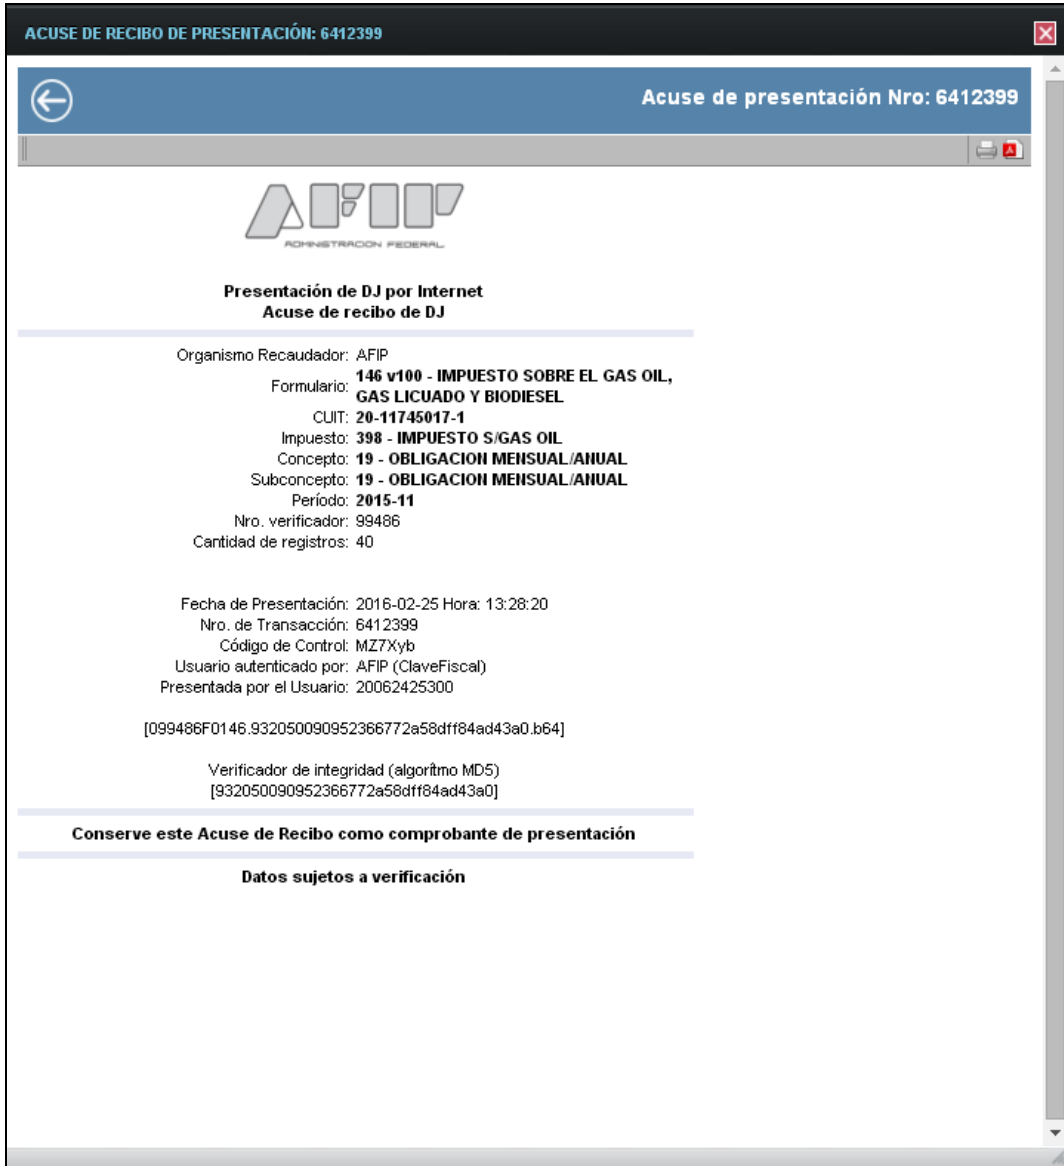 ACUSE DE RECIBO DE PRESENTACIÓN: 6412399
Acuse de presentación Nro: 6412399
AFIP
ADMINISTRACION FEDERAL
Presentación de DJ por Internet
Acuse de recibo de DJ
Organismo Recaudador: AFIP
Formulario: 146 v100 - IMPUESTO SOBRE EL GAS OIL,
GAS LICUADO Y BIODIESEL
CUIT: 20-11745017-1
Impuesto: 398 - IMPUESTO S/GAS OIL
Concepto: 19 - OBLIGACION MENSUAL/ANUAL
Subconcepto: 19 - OBLIGACION MENSUAL/ANUAL
Período: 2015-11
Nro. verificador: 99486
Cantidad de registros: 40
Fecha de Presentación: 2016-02-25 Hora: 13:28:20
Nro. de Transacción: 6412399
Código de Control: MZ7Xyb
Usuario autenticado por: AFIP (ClaveFiscal)
Presentada por el Usuario: 20062425300
[099486F0146.932050090952366772a58dff84ad43a0.b64]
Verificador de integridad (algorítmo MD5)
[932050090952366772a58dff84ad43a0]
Conserve este Acuse de Recibo como comprobante de presentación
Datos sujetos a verificación